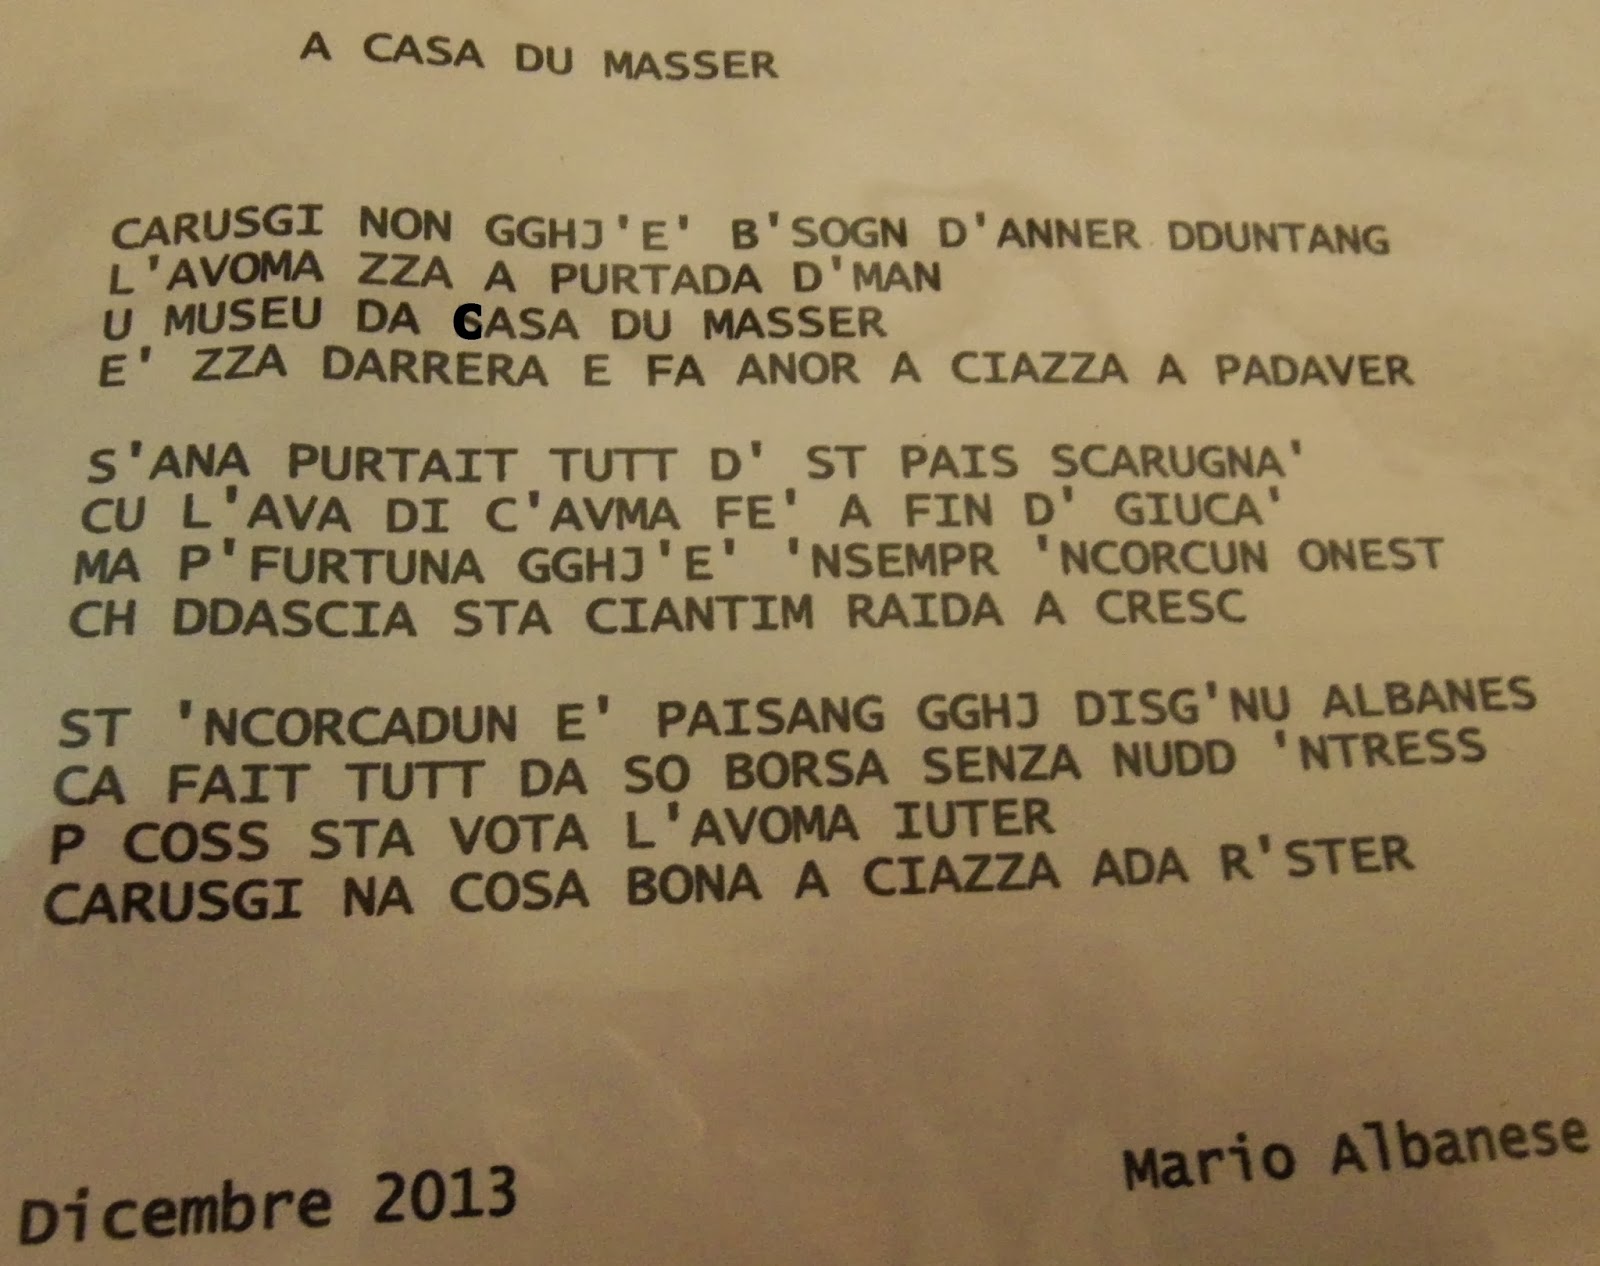 A CASA DU MASSER
CARUSGI NON GGHJ'E' B'SOGN D'ANNER DDUNTANG
L'AVOMA ZZA A PURTADA D'MAN
U MUSEU DA CASA DU MASSER
E' ZZA DARRERA E FA ANOR A CIAZZA A PADAVER
S'ANA PURTAIT TUTT D' ST PAIS SCARUGNA'
CU L'AVA DI C'AVMA FE' A FIN D' GIUCA'
MA P'FURTUNA GGHJ'E' 'NSEMPR 'NCORCUN ONEST
CH DDASCIA STA CIANTIM RAIDA A CRESC
ST 'NCORCADUN E' PAISANG GGHJ DISG'NU ALBANES
CA FAIT TUTT DA SO BORSA SENZA NUDD 'NTRESS
P COSS STA VOTA L'AVOMA IUTER
CARUSGI NA COSA BONA A CIAZZA ADA R'STER
Dicembre 2013
Mario Albanese